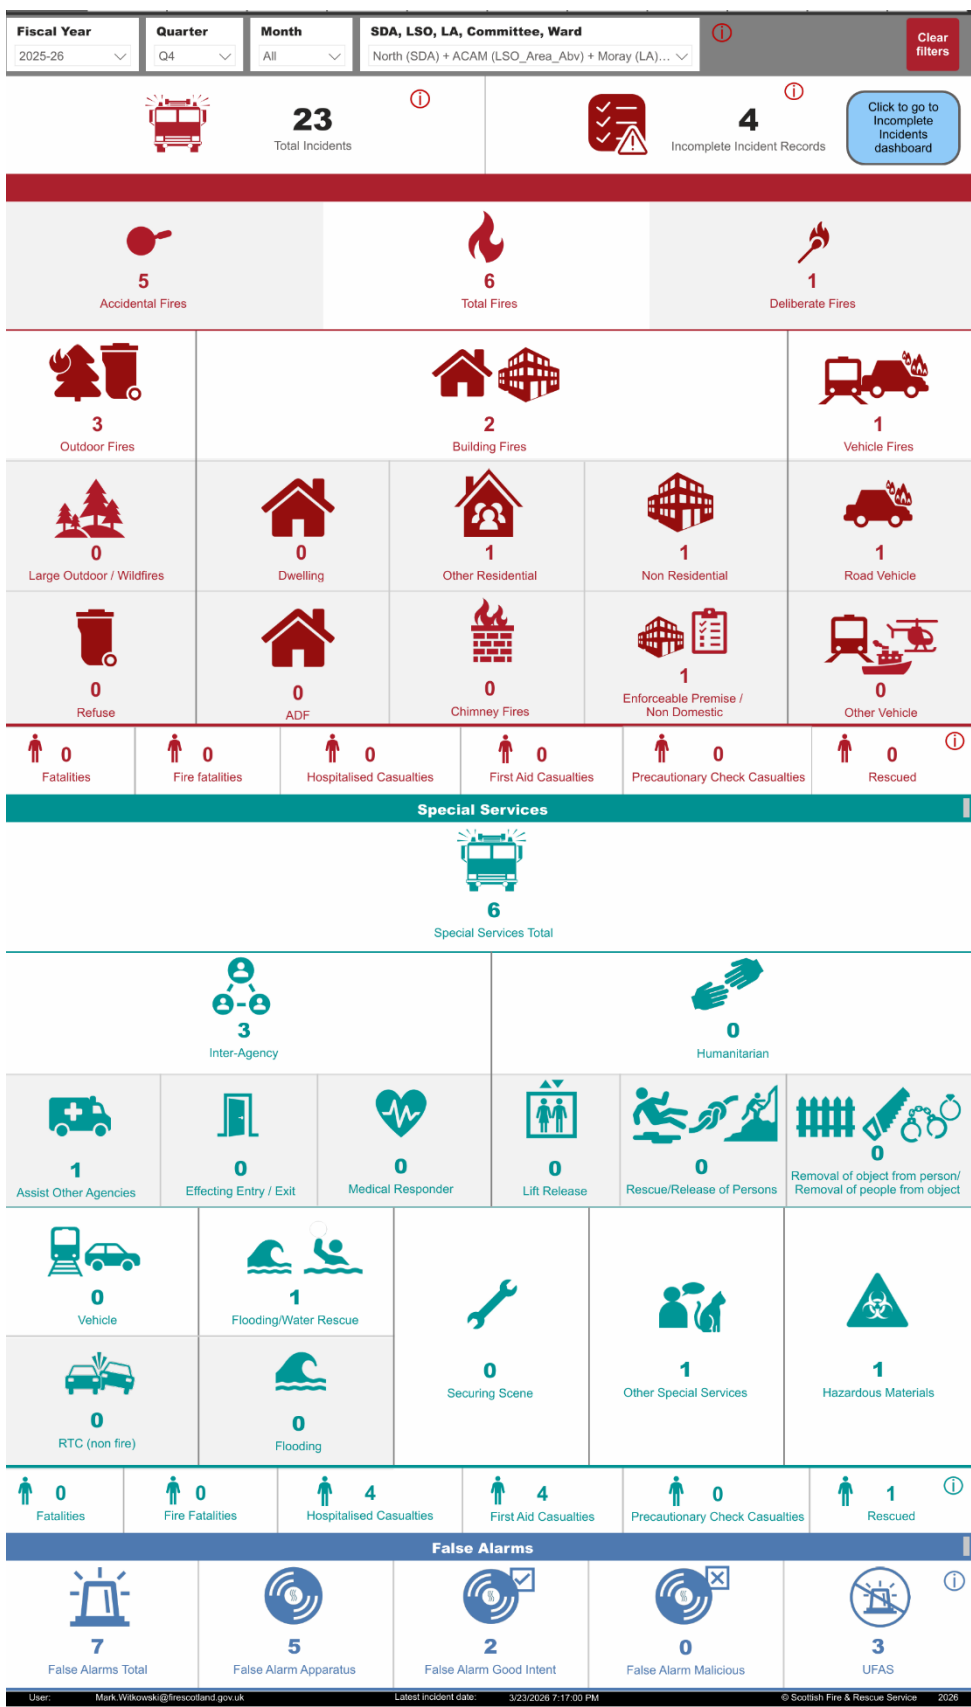 Fiscal Year
2025-26
Quarter
Q4
Month
All
SDA, LSO, LA, Committee, Ward
North (SDA) + ACAM (LSO_Area_Abv) + Moray (LA)...
Clear
filters
23
Total Incidents
4
Incomplete Incident Records
Click to go to
Incomplete
Incidents
dashboard
5
Accidental Fires
6
Total Fires
1
Deliberate Fires
3
Outdoor Fires
2
Building Fires
1
Vehicle Fires
0
Large Outdoor / Wildfires
0
Dwelling
1
Other Residential
1
Non Residential
1
Road Vehicle
0
Refuse
0
ADF
0
Chimney Fires
1
Enforceable Premise /
Non Domestic
0
Other Vehicle
0
Fatalities
0
Fire fatalities
0
Hospitalised Casualties
0
First Aid Casualties
0
Precautionary Check Casualties
0
Rescued
Special Services
6
Special Services Total
3
Inter-Agency
0
Humanitarian
1
Assist Other Agencies
0
Effecting Entry / Exit
0
Medical Responder
0
Lift Release
0
Rescue/Release of Persons
0
Removal of object from person/
Removal of people from object
0
Vehicle
1
Flooding/Water Rescue
0
Securing Scene
1
Other Special Services
1
Hazardous Materials
0
RTC (non fire)
0
Flooding
0
Fatalities
0
Fire Fatalities
4
Hospitalised Casualties
4
First Aid Casualties
0
Precautionary Check Casualties
1
Rescued
False Alarms
7
False Alarms Total
5
False Alarm Apparatus
2
False Alarm Good Intent
0
False Alarm Malicious
3
UFAS
User: Mark.Witkowski@firescotland.gov.uk Latest incident date: 3/23/2026 7:17:00 PM © Scottish Fire & Rescue Service 2026